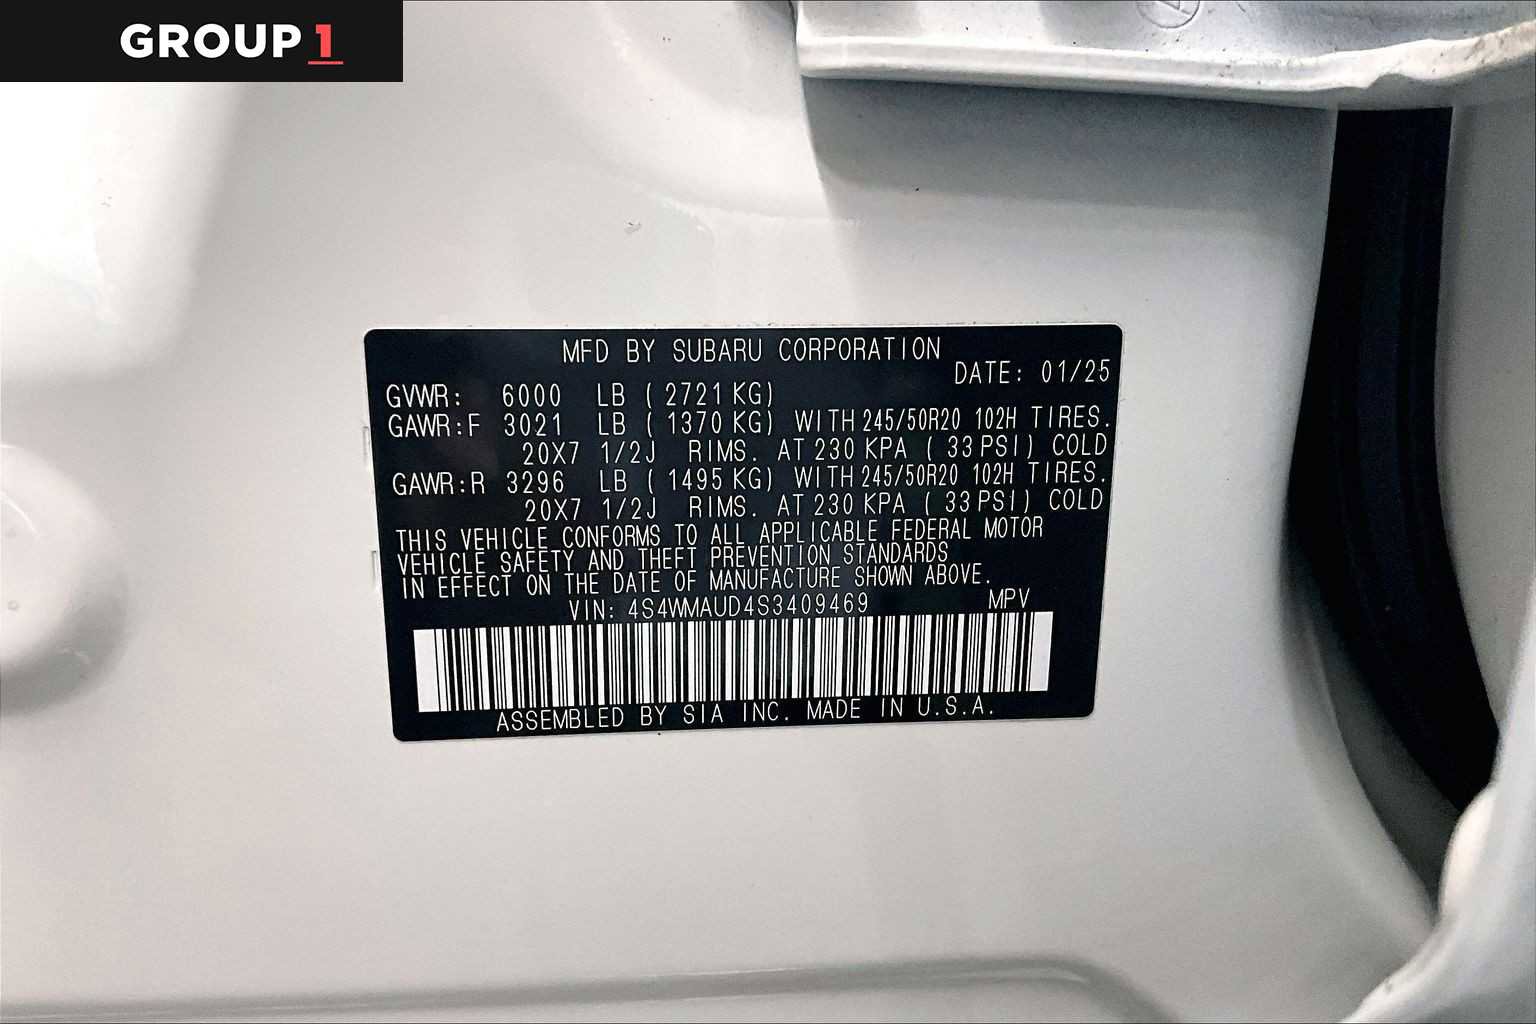 GROUP 1
MFD BY SUBARU CORPORATION
DATE: 01/25
GVWR: 6000 LB ( 2721 KG)
GAWR:F 3021 LB ( 1370 KG) WITH 245/50R20 102H TIRES.
20X7 1/2J RIMS. AT 230 KPA ( 33 PSI) COLD
GAWR:R 3296 LB ( 1495 KG) WITH 245/50R20 102H TIRES.
20X7 1/2J RIMS. AT 230 KPA ( 33 PSI) COLD
THIS VEHICLE CONFORMS TO ALL APPLICABLE FEDERAL MOTOR
VEHICLE SAFETY AND THEFT PREVENTION STANDARDS
IN EFFECT ON THE DATE OF MANUFACTURE SHOWN ABOVE.
VIN: 4S4WMAUD4S3409469 MPV
ASSEMBLED BY SIA INC. MADE IN U.S.A.